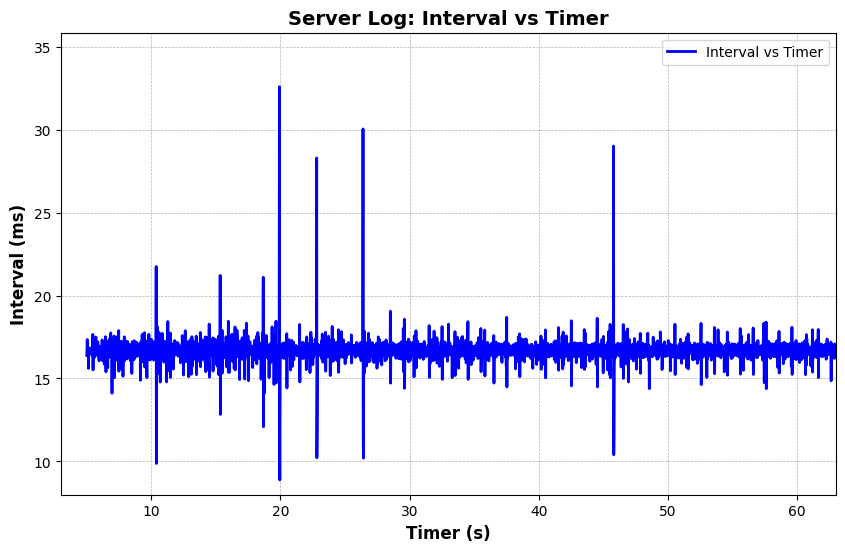 Server Log: Interval vs Timer
Interval vs Timer
35
30
25
20
15
10
Interval (ms)
10 20 30 40 50 60
Timer (s)